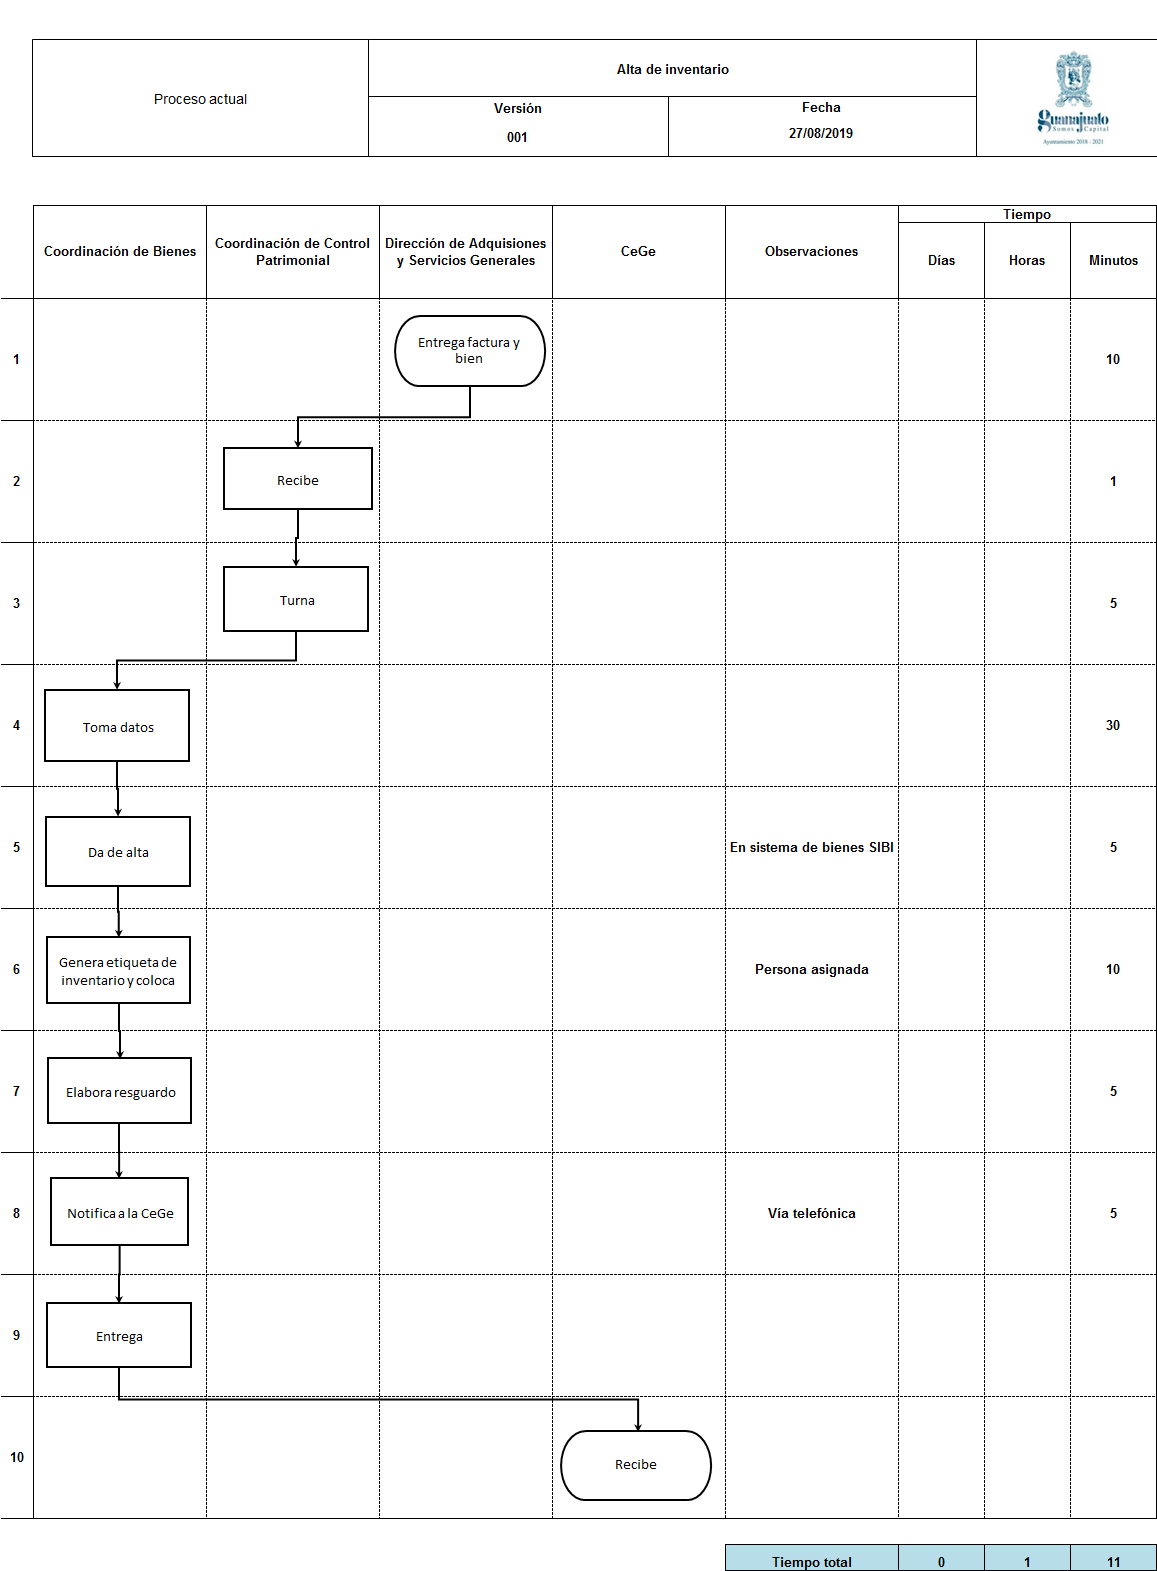 Proceso actual
Alta de inventario
Versión
001
Fecha
27/08/2019
Guanajuato
Somos Capital
Ayuntamiento 2018 - 2021
Coordinación de Bienes
Coordinación de Control
Patrimonial
Dirección de Adquisiones
y Servicios Generales
CeGe
Observaciones
Tiempo
Días
Horas
Minutos
1
Entrega factura y
bien
10
2
Recibe
1
3
Turna
5
4
Toma datos
30
5
Da de alta
En sistema de bienes SIBI
5
6
Genera etiqueta de
inventario y coloca
Persona asignada
10
7
Elabora resguardo
5
8
Notifica a la CeGe
Vía telefónica
5
9
Entrega
10
Recibe
Tiempo total
0
1
11